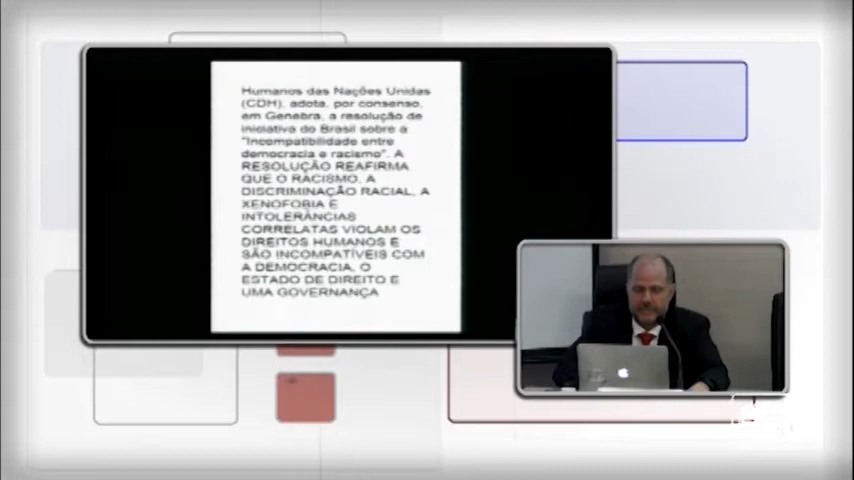 Humanos das Nações Unidas
(CDH), adota, por consenso,
em Genebra, a resolução de
iniciativa do Brasil sobre a
"Incompatibilidade entre
democracia e racismo". A
RESOLUÇÃO REAFIRMA
QUE O RACISMO, A
DISCRIMINAÇÃO RACIAL, A
XENOFOBIA E
INTOLERÂNCIAS
CORRELATAS VIOLAM OS
DIREITOS HUMANOS E
SÃO INCOMPATÍVEIS COM
A DEMOCRACIA, O
ESTADO DE DIREITO E
UMA GOVERNANÇA